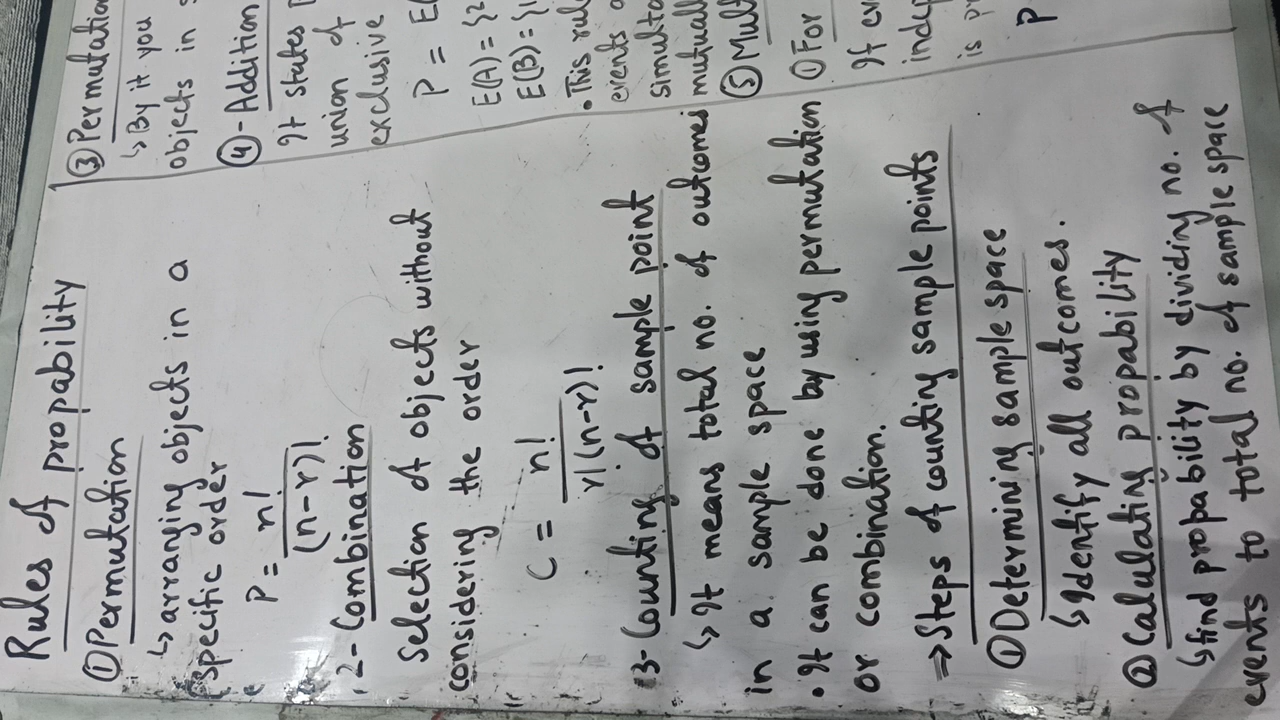 Rules of propability
① Permutation
↳ arranging objects in a
specific order
P = n!
(n-r)!
2- Combination
Selection of objects without
considering the order
C = n!
r!(n-r)!
3- Counting of sample point
↳ It means total no. of outcomes
in a sample space
• It can be done by using permutation
or combination.
⇒ Steps of counting sample points
① Determining sample space
↳ Identify all outcomes.
② Calculating propability
↳ find propability by dividing no. of
events to total no. of sample space
③ Permutation
↳ By it you
objects in s
④ - Addition
It states
union of
exclusive
P = E(
E(A) = {2
E(B) = {1
• This rul
events a
simulta
mutuall
⑤ Mult
① For
If ev
indep
is pr
P